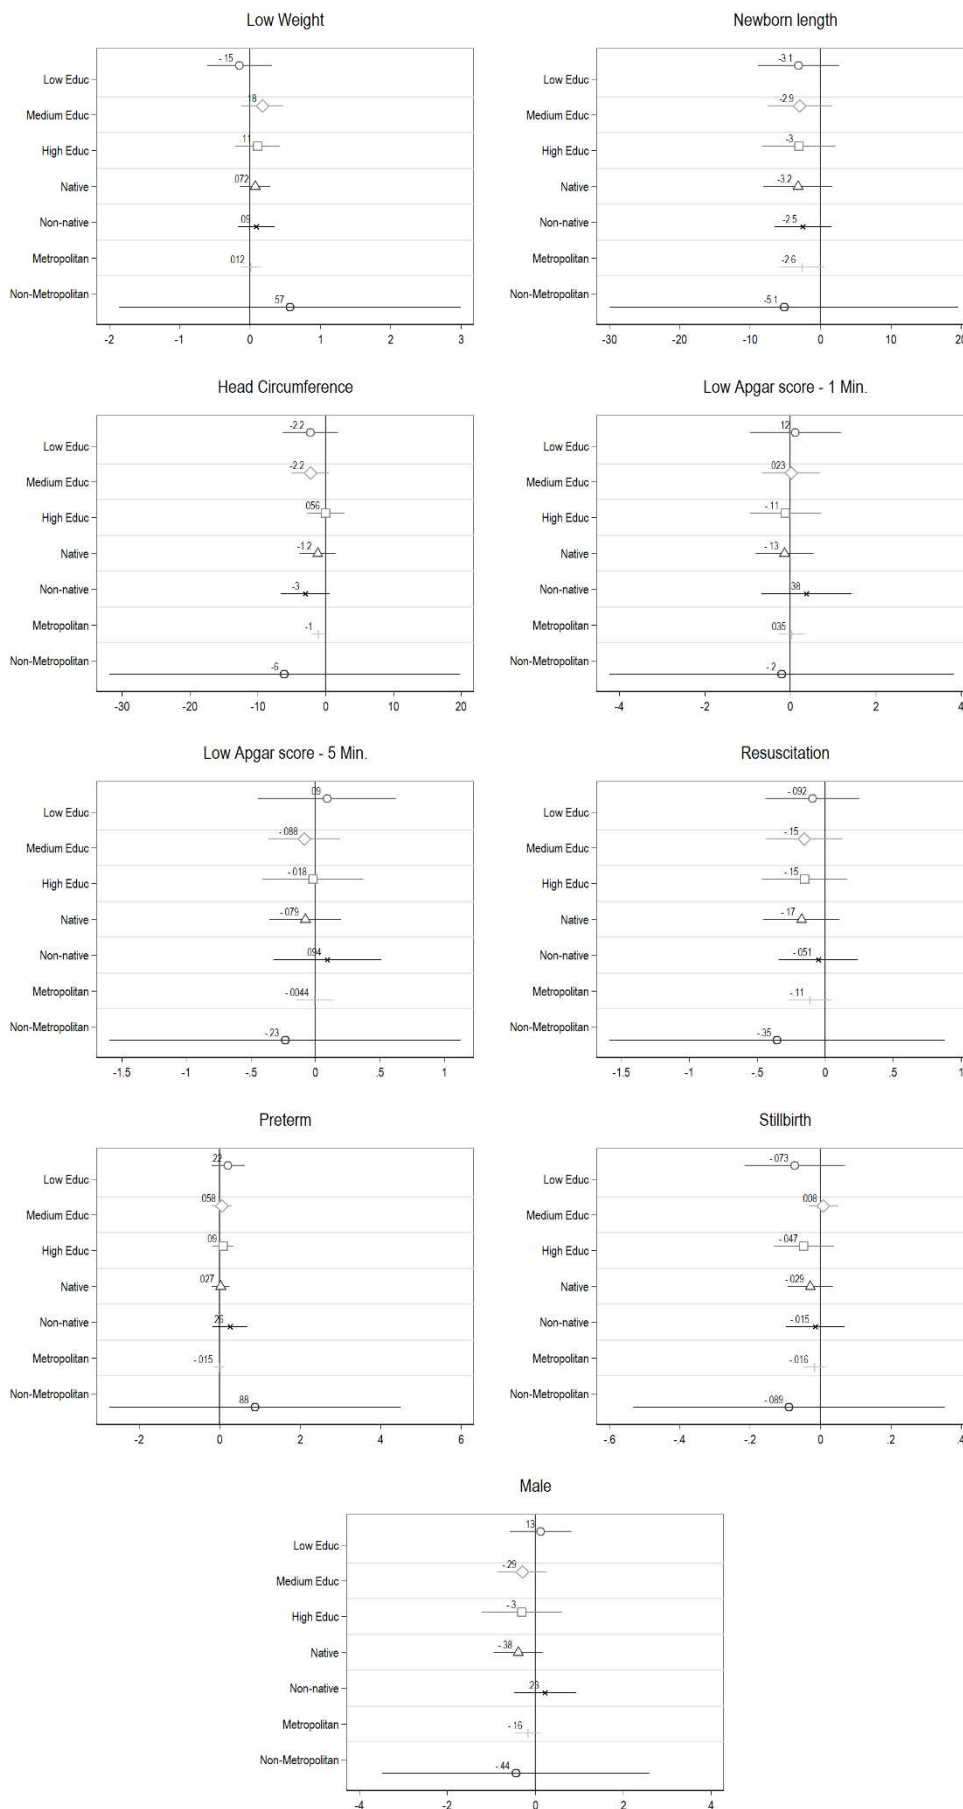 Low Weight
Low Educ
-.15
Medium Educ
.18
High Educ
.11
Native
.072
Non-native
.09
Metropolitan
.012
Non-Metropolitan
.57
-2 -1 0 1 2 3
Newborn length
Low Educ
-3.1
Medium Educ
-2.9
High Educ
-3
Native
-3.2
Non-native
-2.5
Metropolitan
-2.6
Non-Metropolitan
-5.1
-30 -20 -10 0 10 20
Head Circumference
Low Educ
-2.2
Medium Educ
-2.2
High Educ
.056
Native
-1.2
Non-native
-3
Metropolitan
-1
Non-Metropolitan
-6
-30 -20 -10 0 10 20
Low Apgar score - 1 Min.
Low Educ
.12
Medium Educ
.023
High Educ
-.11
Native
-.13
Non-native
.38
Metropolitan
.035
Non-Metropolitan
-.2
-4 -2 0 2 4
Low Apgar score - 5 Min.
Low Educ
.09
Medium Educ
-.088
High Educ
-.018
Native
-.079
Non-native
.094
Metropolitan
-.0044
Non-Metropolitan
-.23
-1.5 -1 -.5 0 .5 1
Resuscitation
Low Educ
-.092
Medium Educ
-.15
High Educ
-.15
Native
-.17
Non-native
-.051
Metropolitan
-.11
Non-Metropolitan
-.35
-1.5 -1 -.5 0 .5 1
Preterm
Low Educ
.22
Medium Educ
.058
High Educ
.09
Native
.027
Non-native
.26
Metropolitan
-.015
Non-Metropolitan
.88
-2 0 2 4 6
Stillbirth
Low Educ
-.073
Medium Educ
.008
High Educ
-.047
Native
-.029
Non-native
-.015
Metropolitan
-.016
Non-Metropolitan
-.089
-.6 -.4 -.2 0 .2 .4
Male
Low Educ
.13
Medium Educ
-.29
High Educ
-.3
Native
-.38
Non-native
.23
Metropolitan
-.16
Non-Metropolitan
-.44
-4 -2 0 2 4